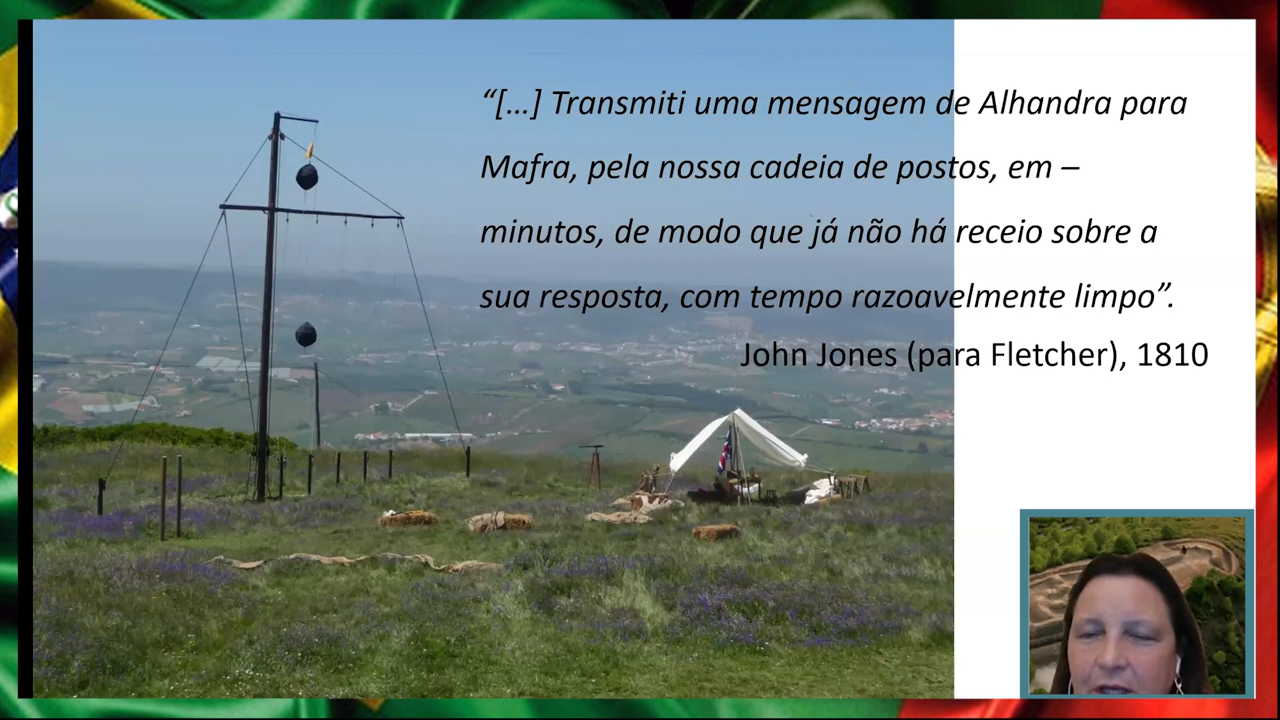 “[…] Transmiti uma mensagem de Alhandra para
Mafra, pela nossa cadeia de postos, em –
minutos, de modo que já não há receio sobre a
sua resposta, com tempo razoavelmente limpo”.
John Jones (para Fletcher), 1810